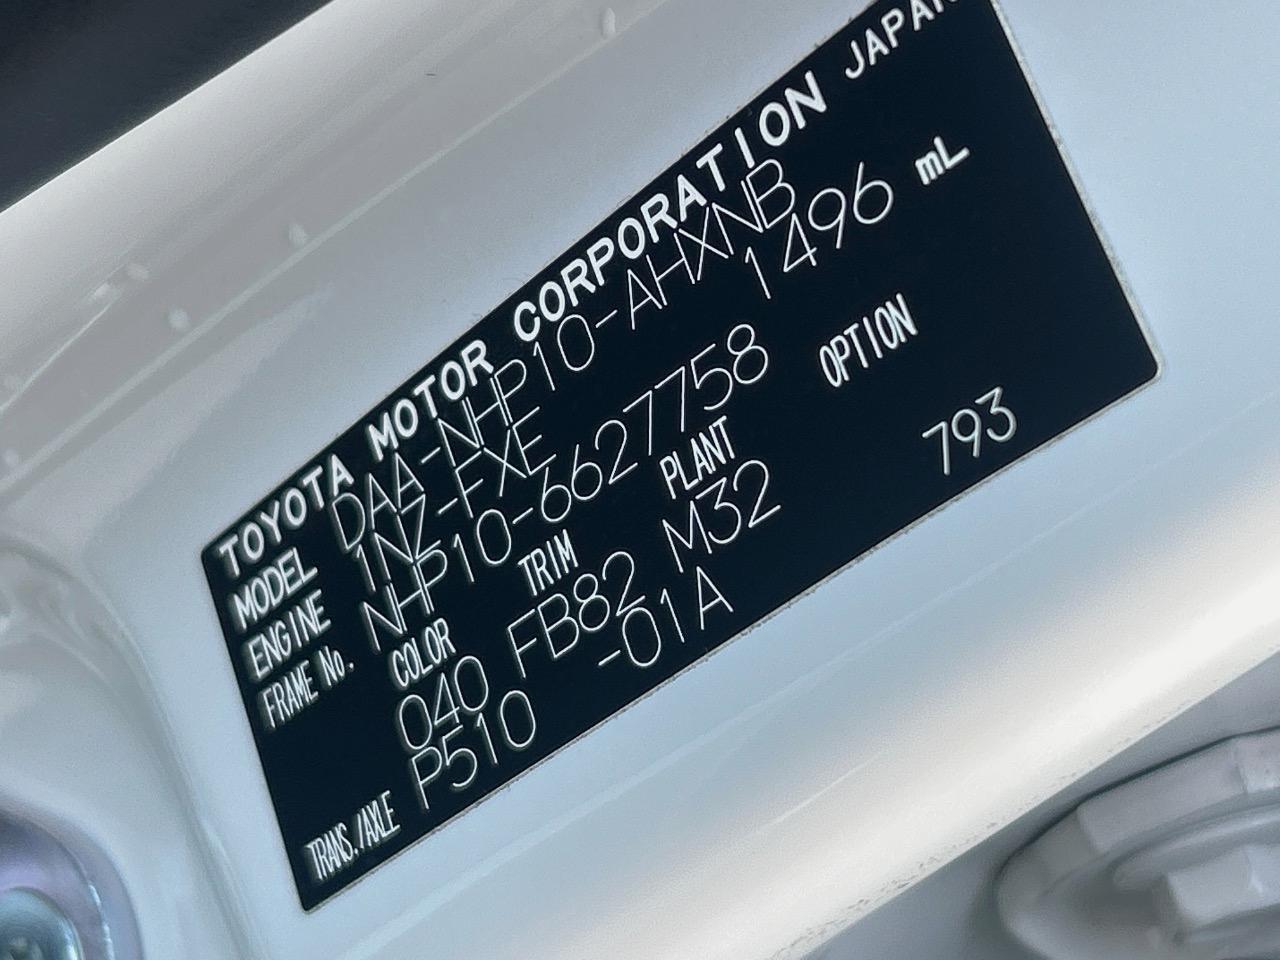 TOYOTA MOTOR CORPORATION JAPAN
MODEL DAA-NHP10-AHXNB
ENGINE 1NZ-FXE 1496 mL
FRAME No. NHP10-6627758
COLOR TRIM PLANT OPTION
040 FB82 M32 793
TRANS./AXLE P510 -01A